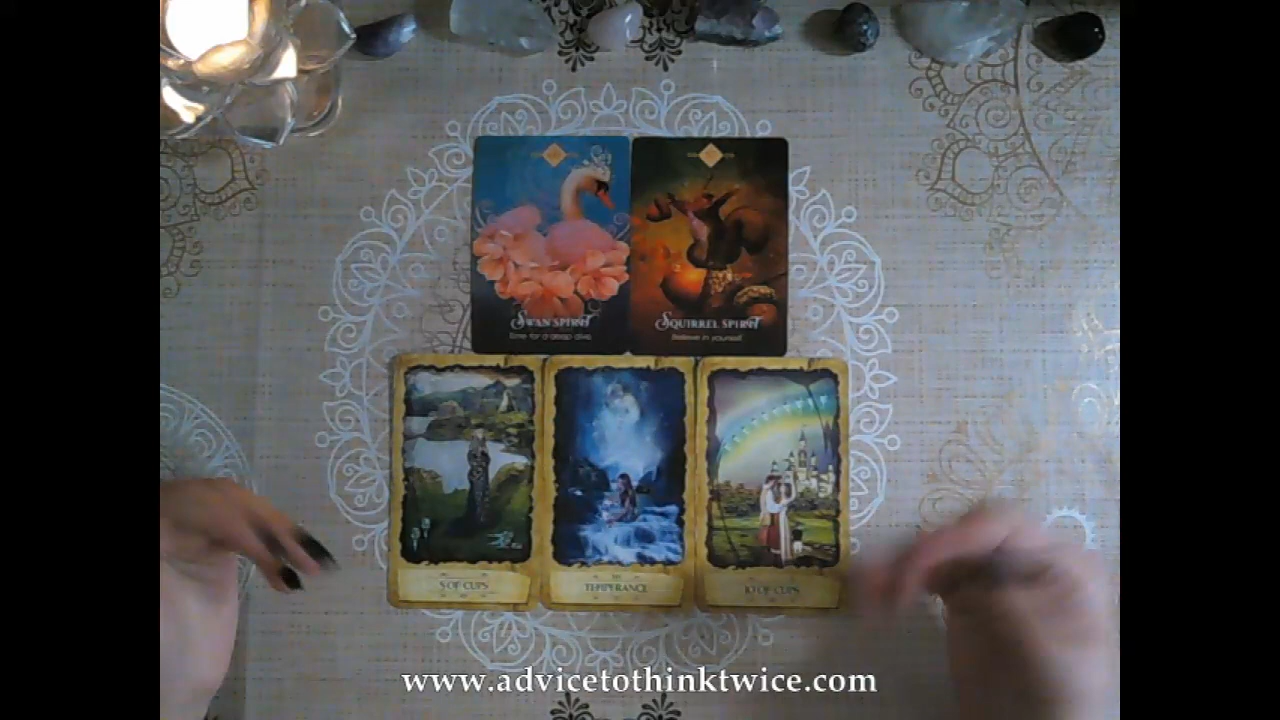 SWAN SPIRIT
Time for a deep dive
SQUIRREL SPIRIT
Believe in yourself
5 OF CUPS
TEMPERANCE
10 OF CUPS
www.advicetothinktwice.com